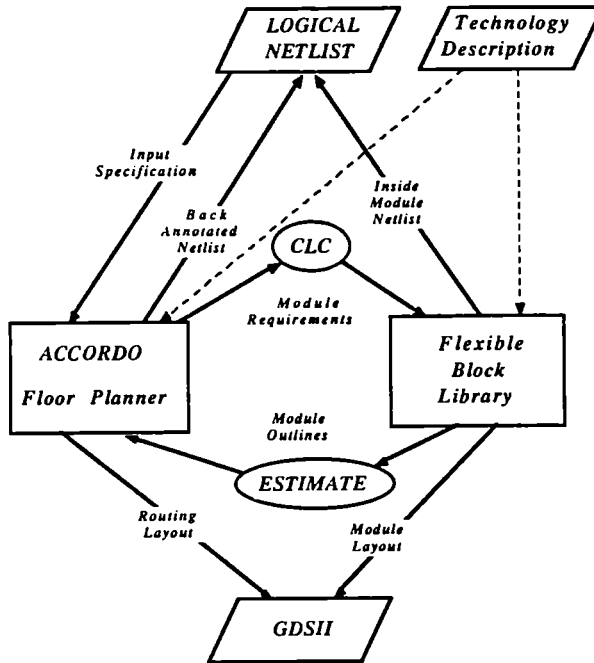 LOGICAL
NETLIST
Technology
Description
Input
Specification
Back
Annotated
Netlist
Inside
Module
Netlist
CLC
Module
Requirements
ACCORDO
Floor Planner
Flexible
Block
Library
Module
Outlines
ESTIMATE
Routing
Layout
Module
Layout
GDSII